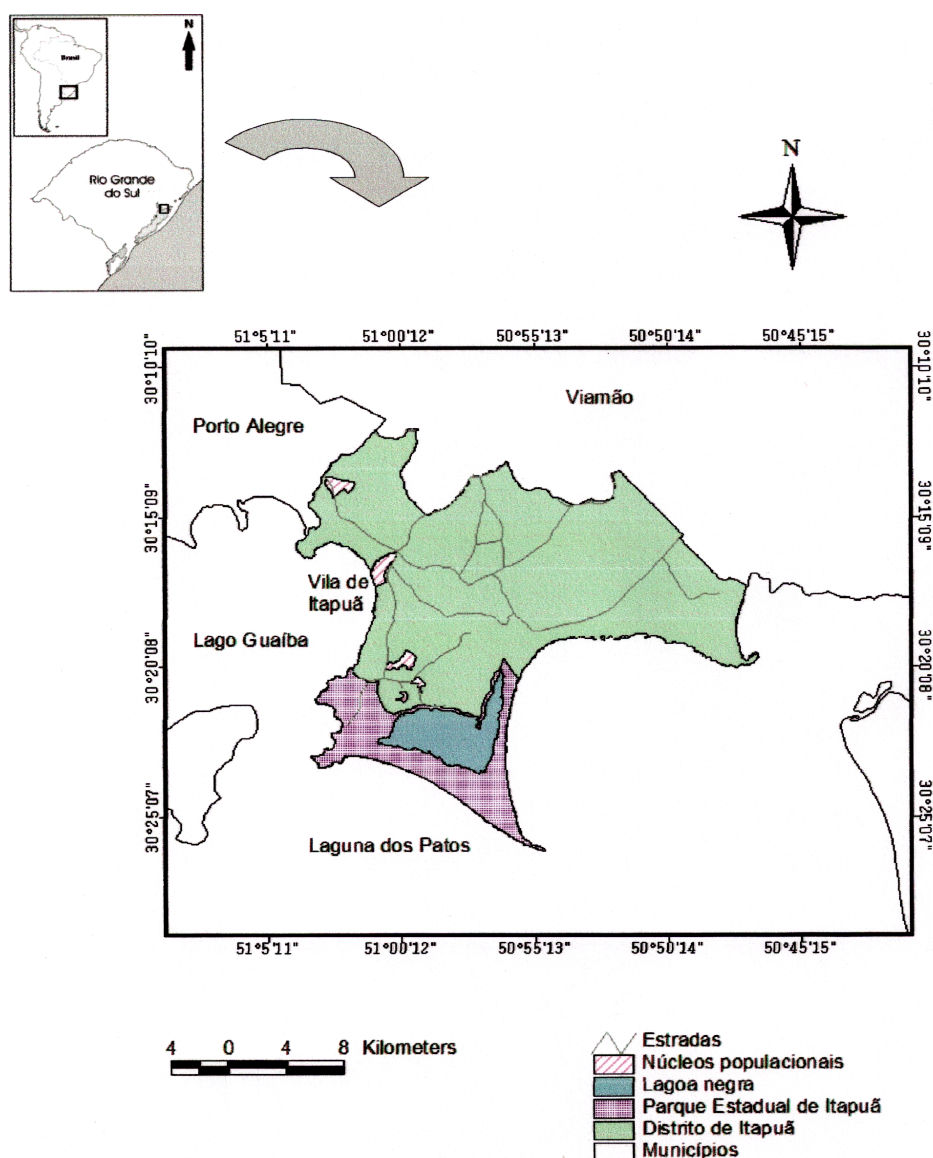 N
Brasil
Rio Grande
do Sul
N
51°5'11"
51°00'12"
50°55'13"
50°50'14"
50°45'15"
30°10'10"
30°10'10"
Viamão
Porto Alegre
30°15'09"
30°15'09"
Vila de
Itapuã
Lago Guaíba
30°20'08"
30°20'08"
30°25'07"
30°25'07"
Laguna dos Patos
51°5'11"
51°00'12"
50°55'13"
50°50'14"
50°45'15"
4 0 4 8 Kilometers
Estradas
Núcleos populacionais
Lagoa negra
Parque Estadual de Itapuã
Distrito de Itapuã
Municípios